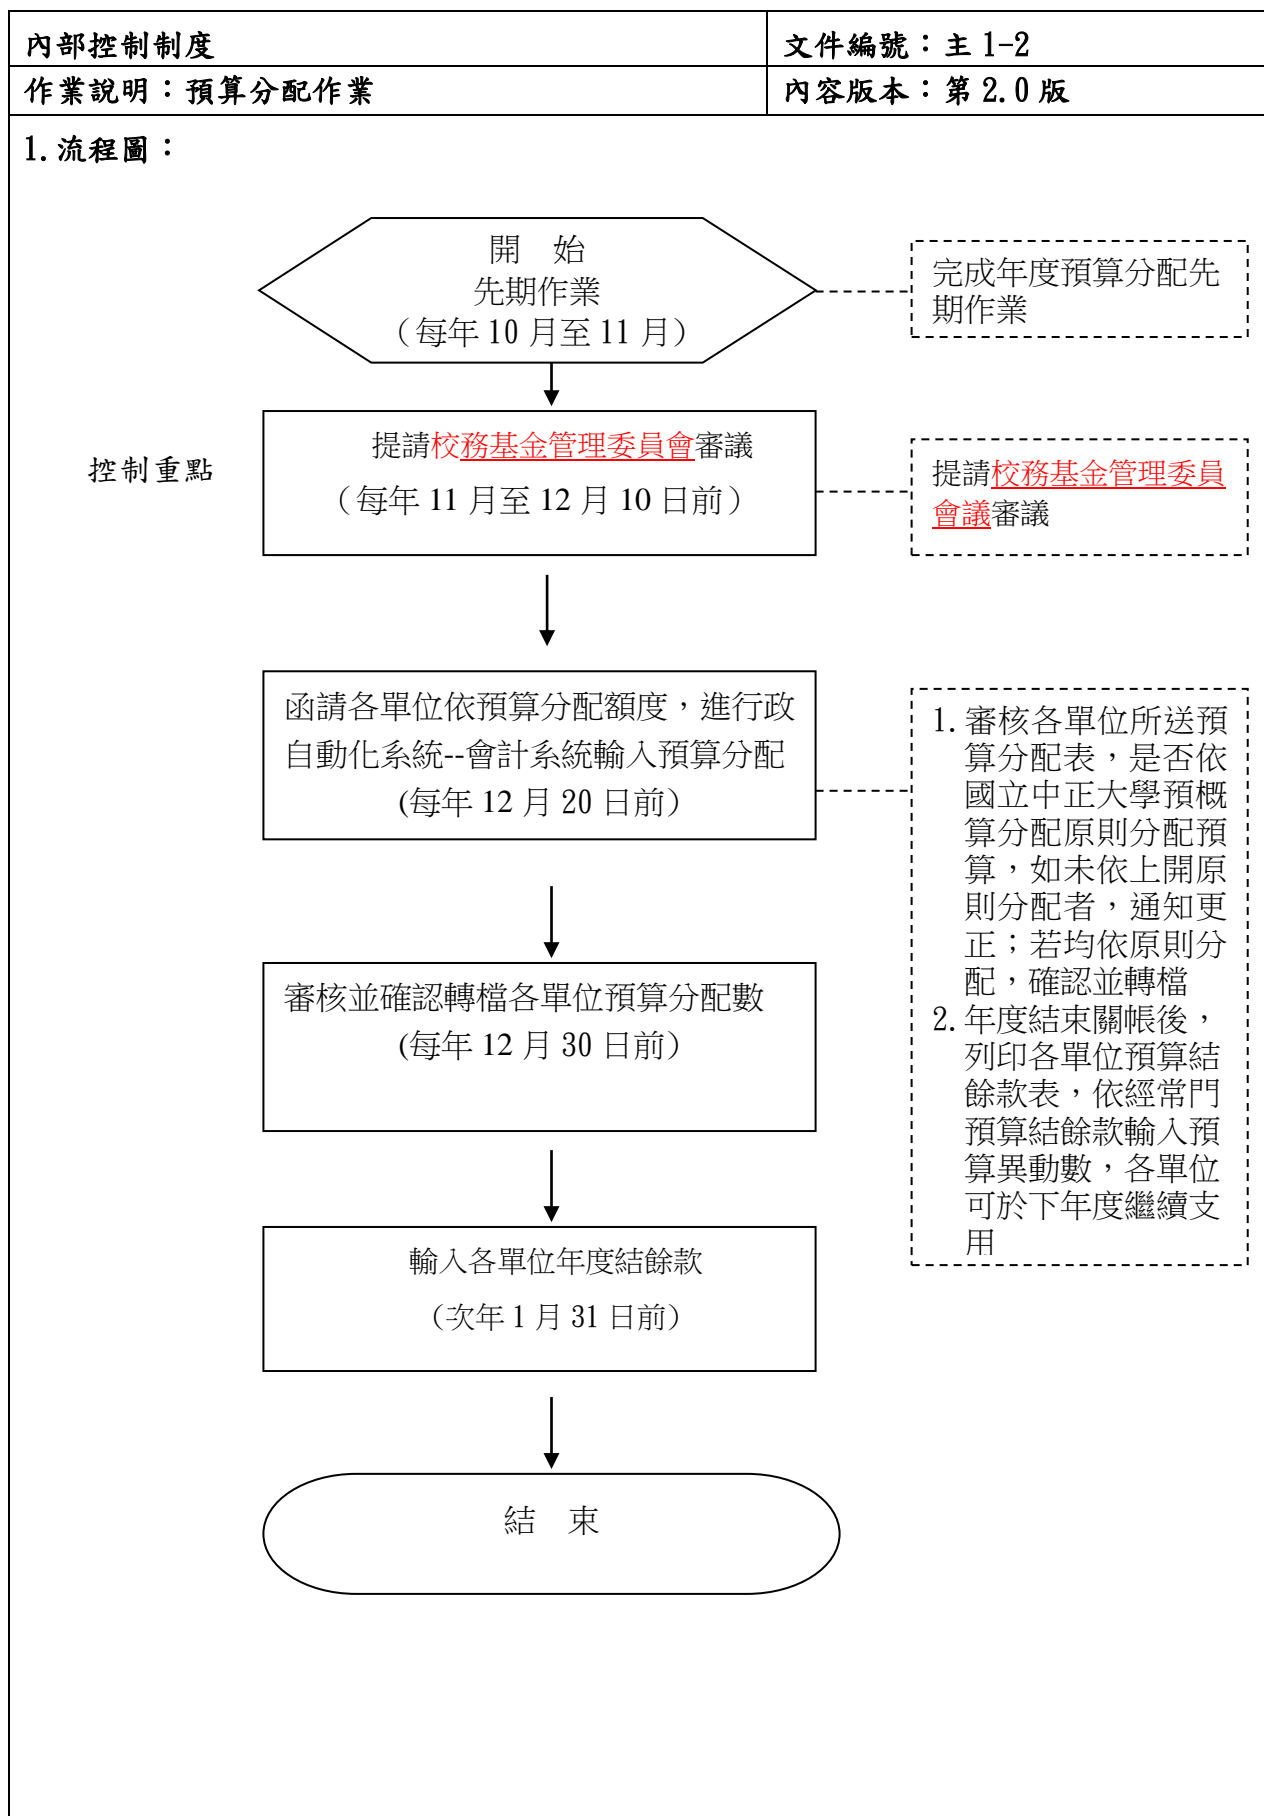 內部控制制度
文件編號：主 1-2
作業說明：預算分配作業
內容版本：第 2.0 版
1.流程圖：
開 始
先期作業
（每年 10 月至 11 月）
完成年度預算分配先
期作業
控制重點
提請校務基金管理委員會審議
（每年 11 月至 12 月 10 日前）
提請校務基金管理委員
會議審議
函請各單位依預算分配額度，進行政
自動化系統--會計系統輸入預算分配
(每年 12 月 20 日前）
1.審核各單位所送預
算分配表，是否依
國立中正大學預概
算分配原則分配預
算，如未依上開原
則分配者，通知更
正；若均依原則分
配，確認並轉檔
2.年度結束關帳後，
列印各單位預算結
餘款表，依經常門
預算結餘款輸入預
算異動數，各單位
可於下年度繼續支
用
審核並確認轉檔各單位預算分配數
(每年 12 月 30 日前）
輸入各單位年度結餘款
（次年 1 月 31 日前）
結 束